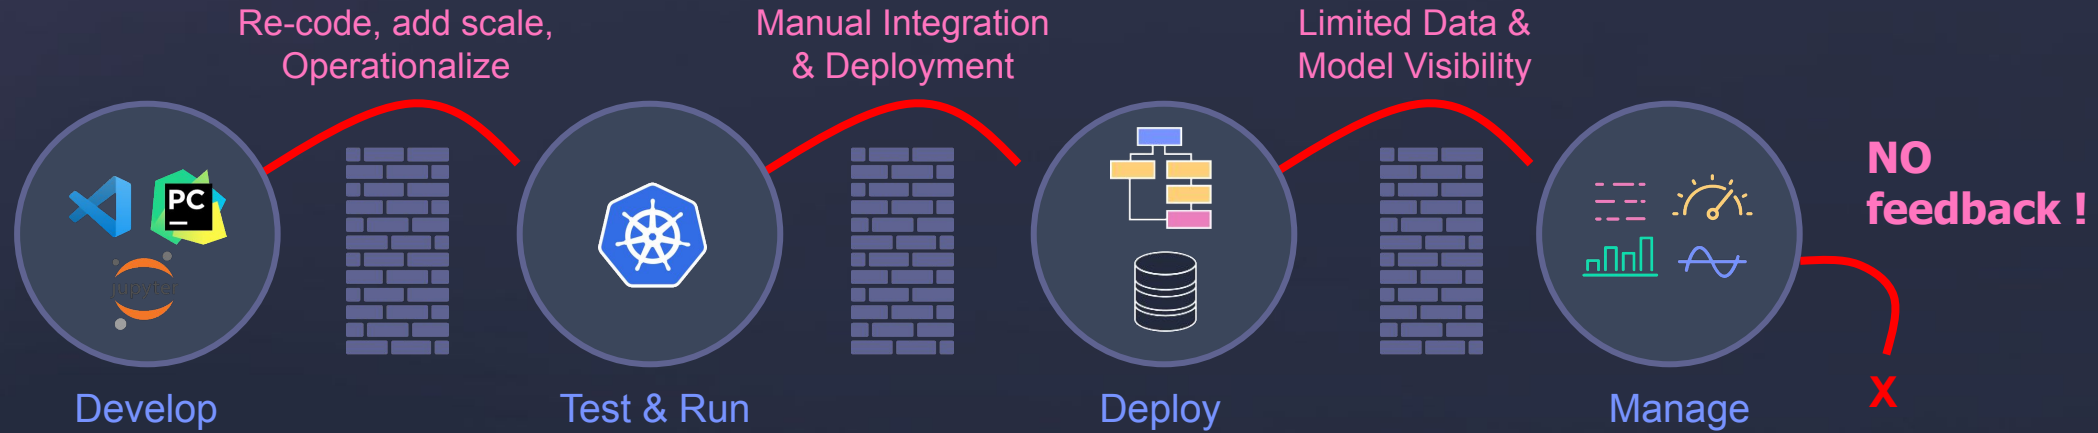 Re-code, add scale,
Operationalize
Manual Integration
& Deployment
Limited Data &
Model Visibility
NO
feedback !
PC
jupyter
X
Develop
Test & Run
Deploy
Manage